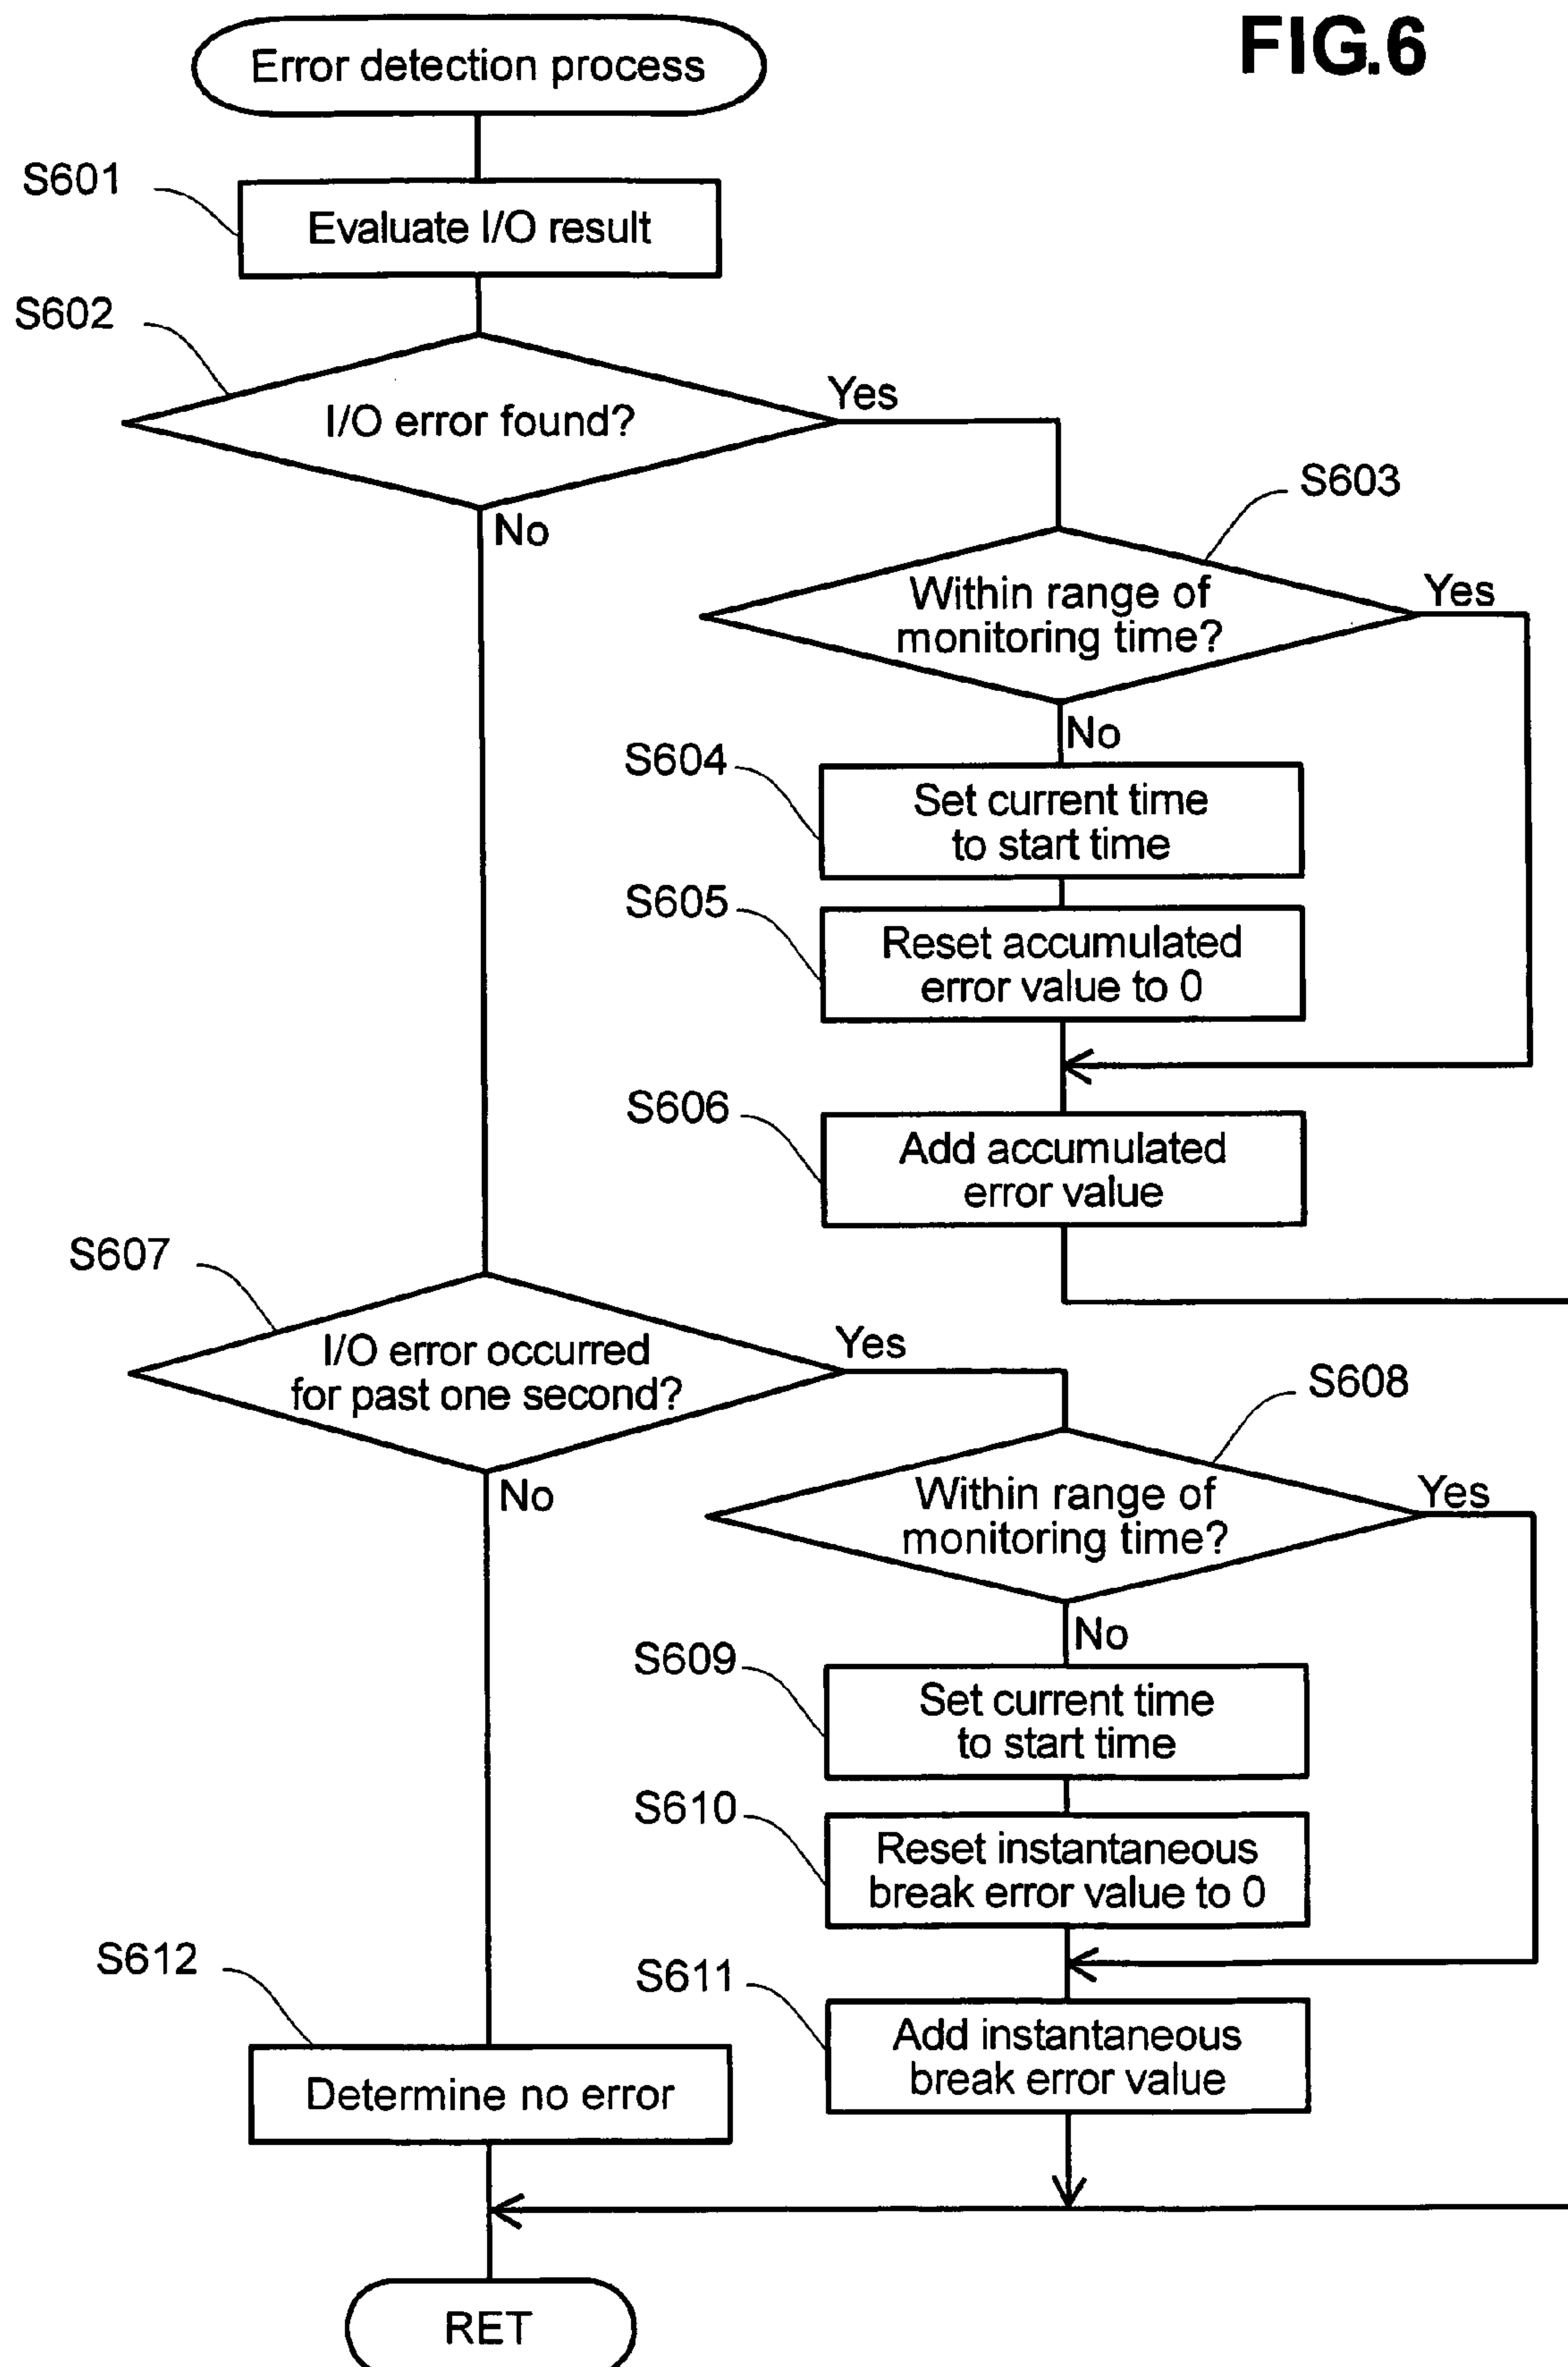 FIG.6
Error detection process
S601
Evaluate I/O result
S602
I/O error found?
Yes
No
S603
Within range of
monitoring time?
Yes
No
S604
Set current time
to start time
S605
Reset accumulated
error value to 0
S606
Add accumulated
error value
S607
I/O error occurred
for past one second?
Yes
No
S608
Within range of
monitoring time?
Yes
No
S609
Set current time
to start time
S610
Reset instantaneous
break error value to 0
S611
Add instantaneous
break error value
S612
Determine no error
RET